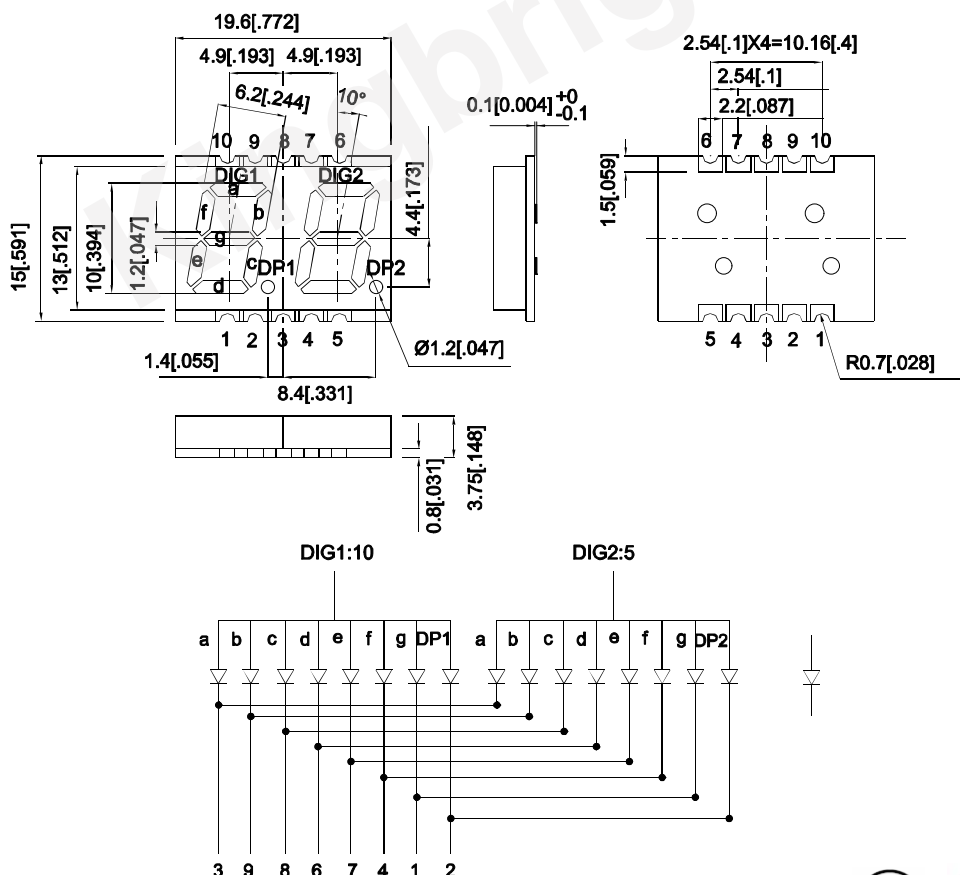 19.6[.772]
4.9[.193] 4.9[.193]
6.2[.244] 10°
10 9 8 7 6
DIG1 DIG2
a
f b
g
e c
d
DP1 DP2
15[.591]
13[.512]
10[.394]
1.2[.047]
4.4[.173]
1 2 3 4 5
1.4[.055]
8.4[.331]
Ø1.2[.047]
0.1[0.004] +0
-0.1
2.54[.1]X4=10.16[.4]
2.54[.1]
2.2[.087]
6 7 8 9 10
1.5[.059]
5 4 3 2 1
R0.7[.028]
0.8[.031]
3.75[.148]
DIG1:10 DIG2:5
a b c d e f g DP1 a b c d e f g DP2
3 9 8 6 7 4 1 2
Kingbrig